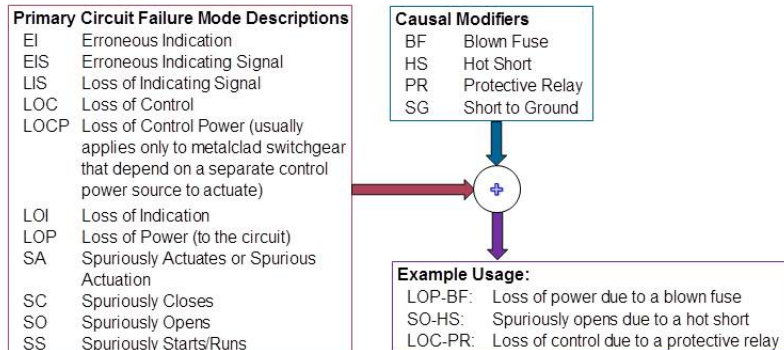 Primary Circuit Failure Mode Descriptions
EI Erroneous Indication
EIS Erroneous Indicating Signal
LIS Loss of Indicating Signal
LOC Loss of Control
LOCP Loss of Control Power (usually
applies only to metalclad switchgear
that depend on a separate control
power source to actuate)
LOI Loss of Indication
LOP Loss of Power (to the circuit)
SA Spuriously Actuates or Spurious
Actuation
SC Spuriously Closes
SO Spuriously Opens
SS Spuriously Starts/Runs
Causal Modifiers
BF Blown Fuse
HS Hot Short
PR Protective Relay
SG Short to Ground
+
Example Usage:
LOP-BF: Loss of power due to a blown fuse
SO-HS: Spuriously opens due to a hot short
LOC-PR: Loss of control due to a protective relay